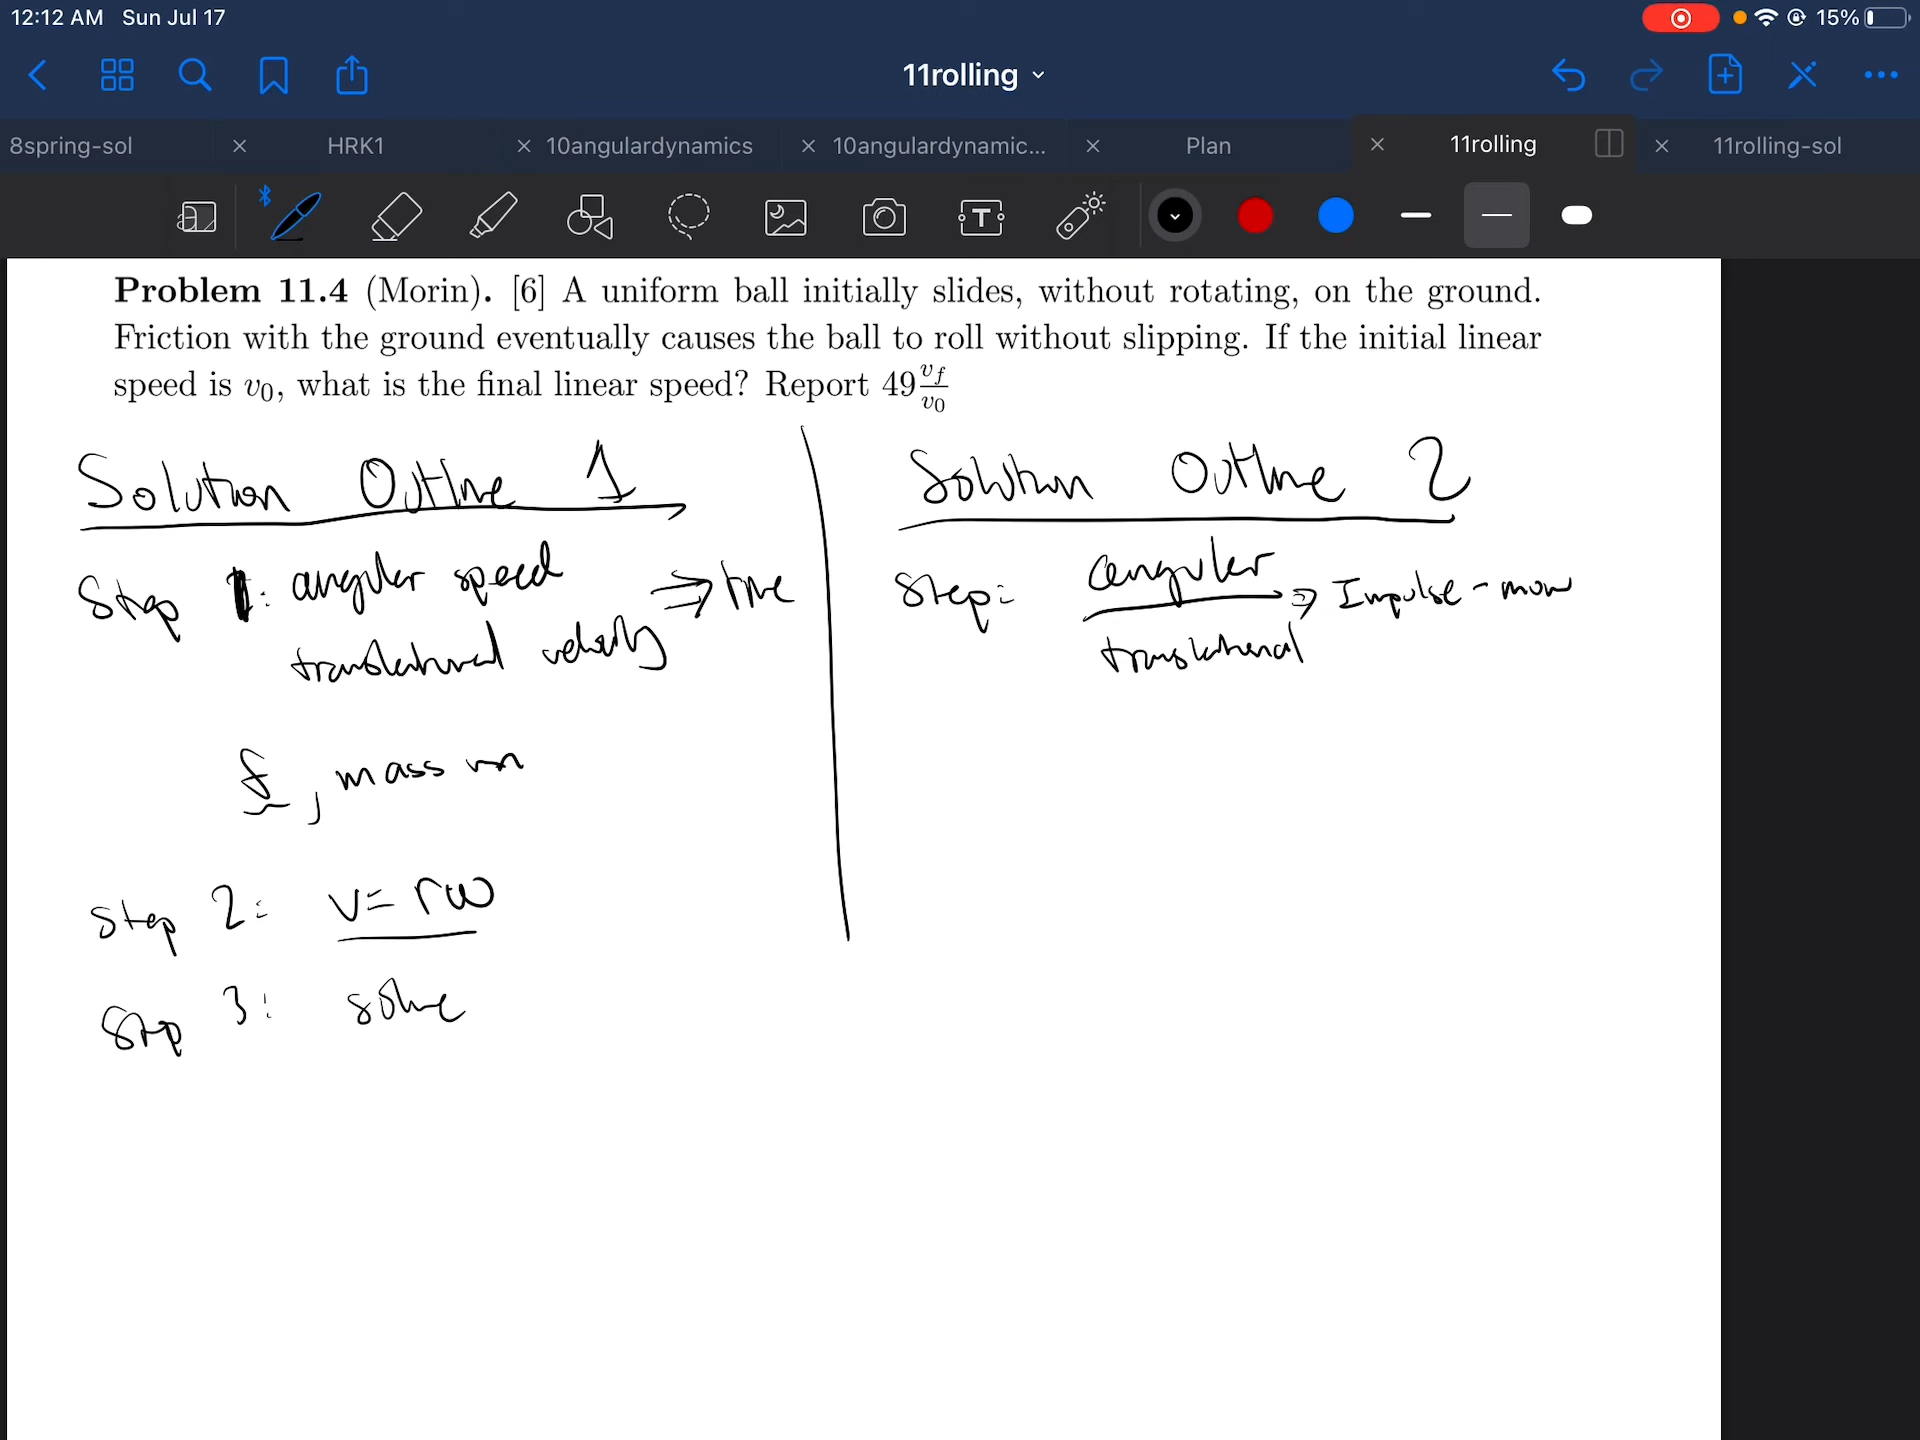 12:12 AM Sun Jul 17
15%
11rolling
8spring-sol
HRK1
10angulardynamics
10angulardynamic...
Plan
11rolling
11rolling-sol
Problem 11.4 (Morin). [6] A uniform ball initially slides, without rotating, on the ground.
Friction with the ground eventually causes the ball to roll without slipping. If the initial linear
speed is v₀, what is the final linear speed? Report 49 v_f/v₀
Solution Outline 1
Step 1: angular speed
translational velocity
⇒ time
f, mass m
Step 2: v=rω
Step 3: solve
Solution Outline 2
Step: angular
translational
⇒ Impulse-mom